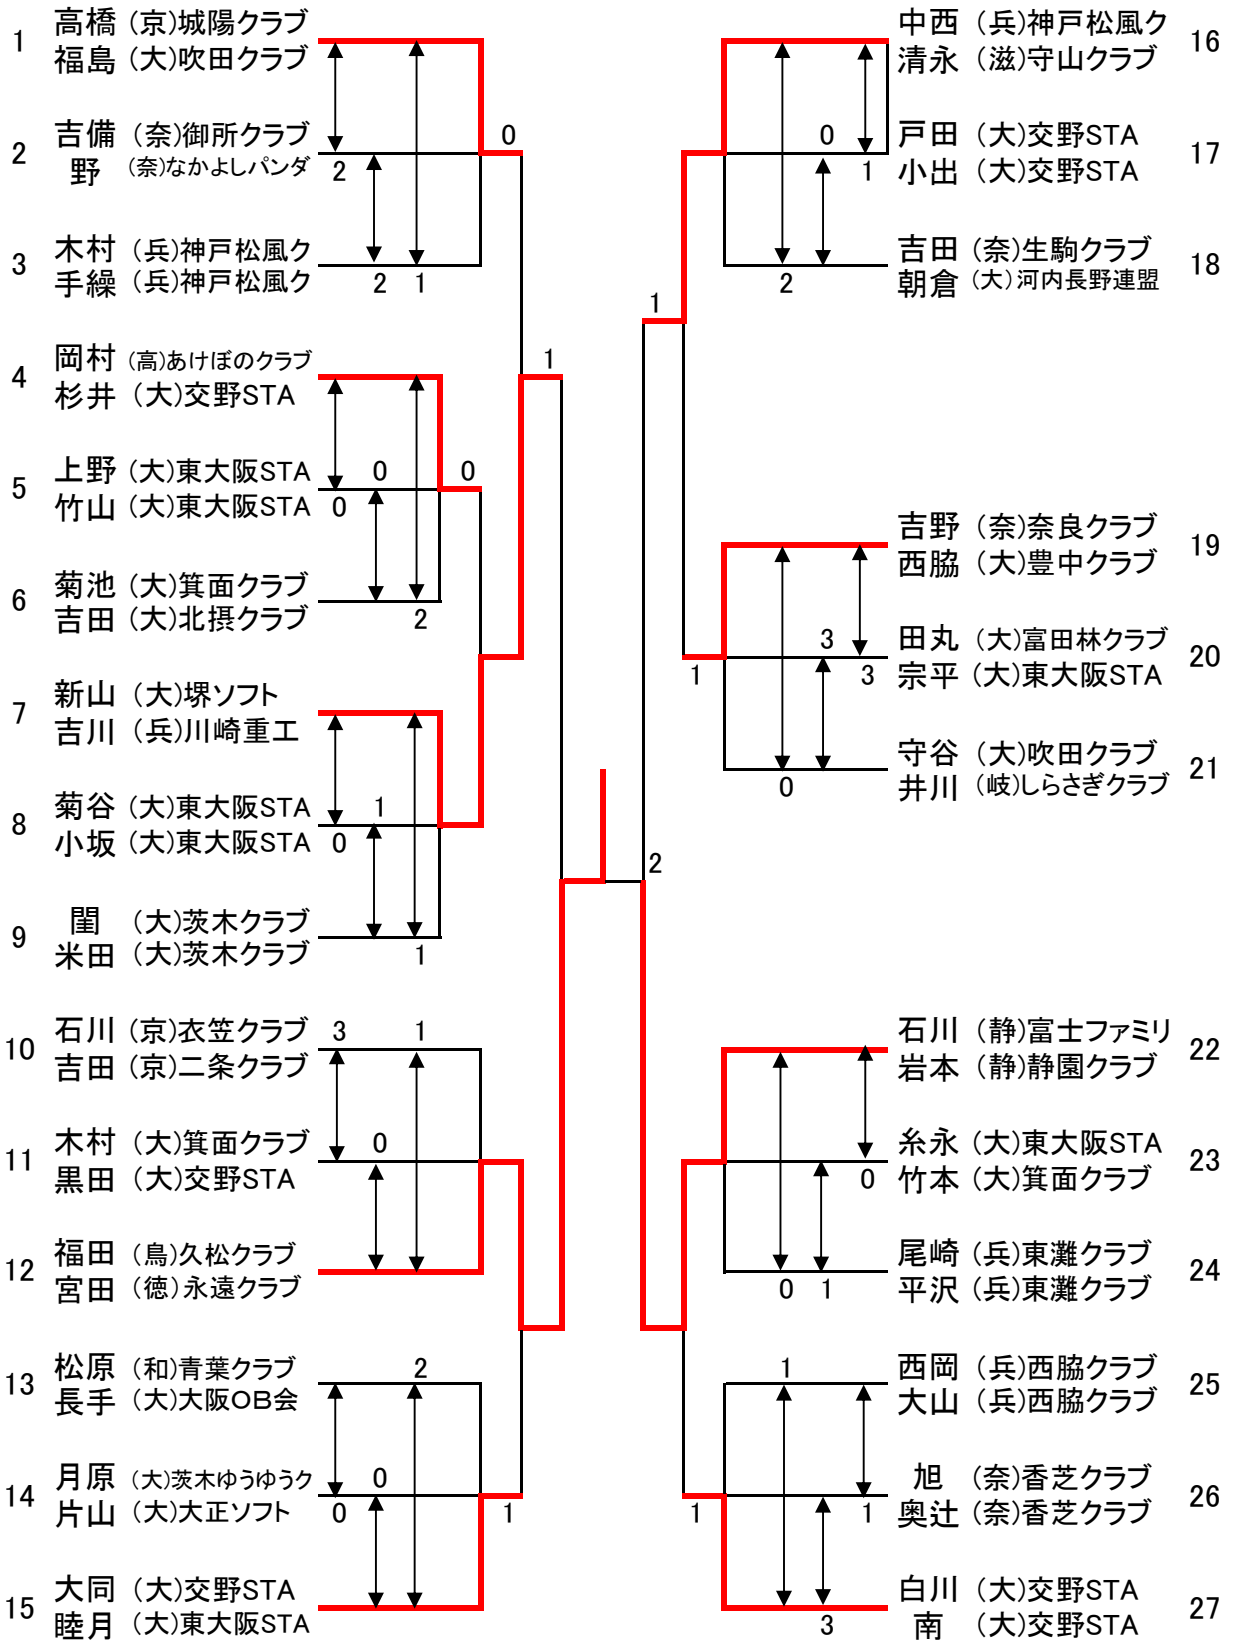 1 高橋 (京)城陽クラブ
福島 (大)吹田クラブ
2 吉備 (奈)御所クラブ
野 (奈)なかよしパンダ
2
0
3 木村 (兵)神戸松風ク
手繰 (兵)神戸松風ク
2 1
4 岡村 (高)あけぼのクラブ
杉井 (大)交野STA
1
5 上野 (大)東大阪STA
竹山 (大)東大阪STA
0 0
0
6 菊池 (大)箕面クラブ
吉田 (大)北摂クラブ
2
7 新山 (大)堺ソフト
吉川 (兵)川崎重工
8 菊谷 (大)東大阪STA
小坂 (大)東大阪STA
1
0
9 閨 (大)茨木クラブ
米田 (大)茨木クラブ
1
10 石川 (京)衣笠クラブ
吉田 (京)二条クラブ
3 1
11 木村 (大)箕面クラブ
黒田 (大)交野STA
0
12 福田 (鳥)久松クラブ
宮田 (徳)永遠クラブ
13 松原 (和)青葉クラブ
長手 (大)大阪OB会
2
14 月原 (大)茨木ゆうゆうク
片山 (大)大正ソフト
0
0
1
15 大同 (大)交野STA
睦月 (大)東大阪STA
中西 (兵)神戸松風ク 16
清永 (滋)守山クラブ
戸田 (大)交野STA 17
小出 (大)交野STA
0
1
吉田 (奈)生駒クラブ 18
朝倉 (大)河内長野連盟
2
1
吉野 (奈)奈良クラブ 19
西脇 (大)豊中クラブ
田丸 (大)富田林クラブ 20
宗平 (大)東大阪STA
3
1 3
守谷 (大)吹田クラブ 21
井川 (岐)しらさぎクラブ
0
2
石川 (静)富士ファミリ 22
岩本 (静)静園クラブ
糸永 (大)東大阪STA 23
竹本 (大)箕面クラブ
0
尾崎 (兵)東灘クラブ 24
平沢 (兵)東灘クラブ
0 1
西岡 (兵)西脇クラブ 25
大山 (兵)西脇クラブ
1
旭 (奈)香芝クラブ 26
奥辻 (奈)香芝クラブ
1 1
白川 (大)交野STA 27
南 (大)交野STA
3